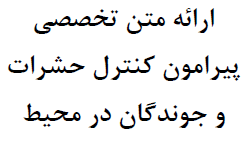 ارائه متن تخصصی
پیرامون کنترل حشرات
و جوندگان در محیط